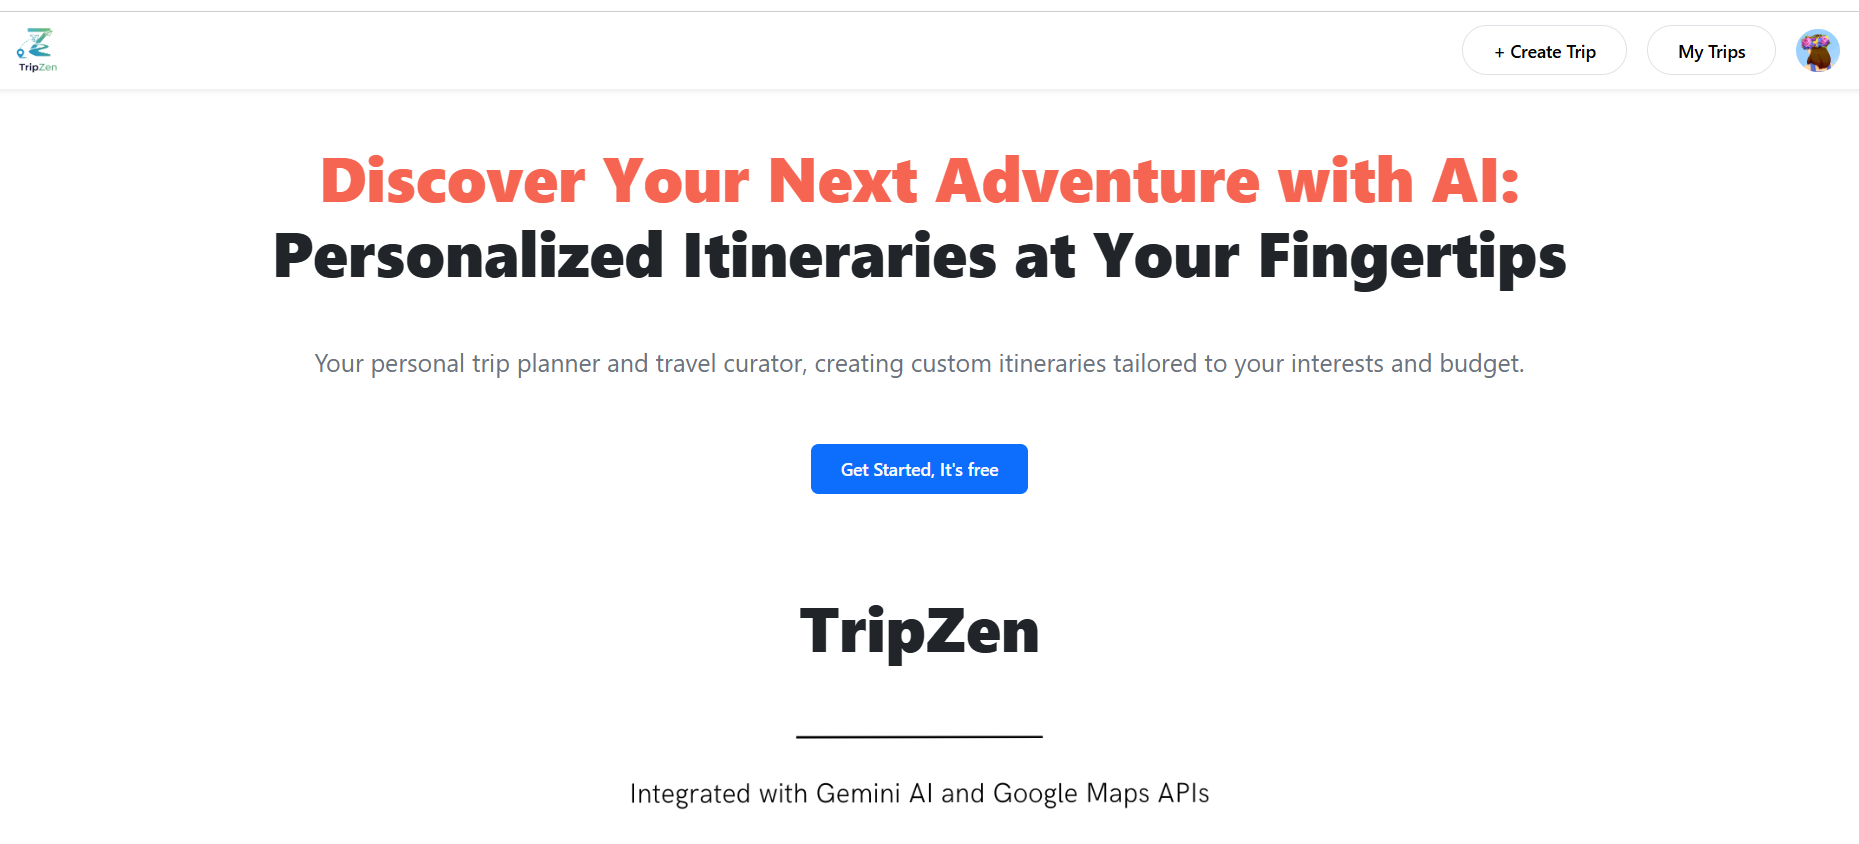 TripZen
+ Create Trip
My Trips
Discover Your Next Adventure with AI:
Personalized Itineraries at Your Fingertips
Your personal trip planner and travel curator, creating custom itineraries tailored to your interests and budget.
Get Started, It's free
TripZen
Integrated with Gemini AI and Google Maps APIs